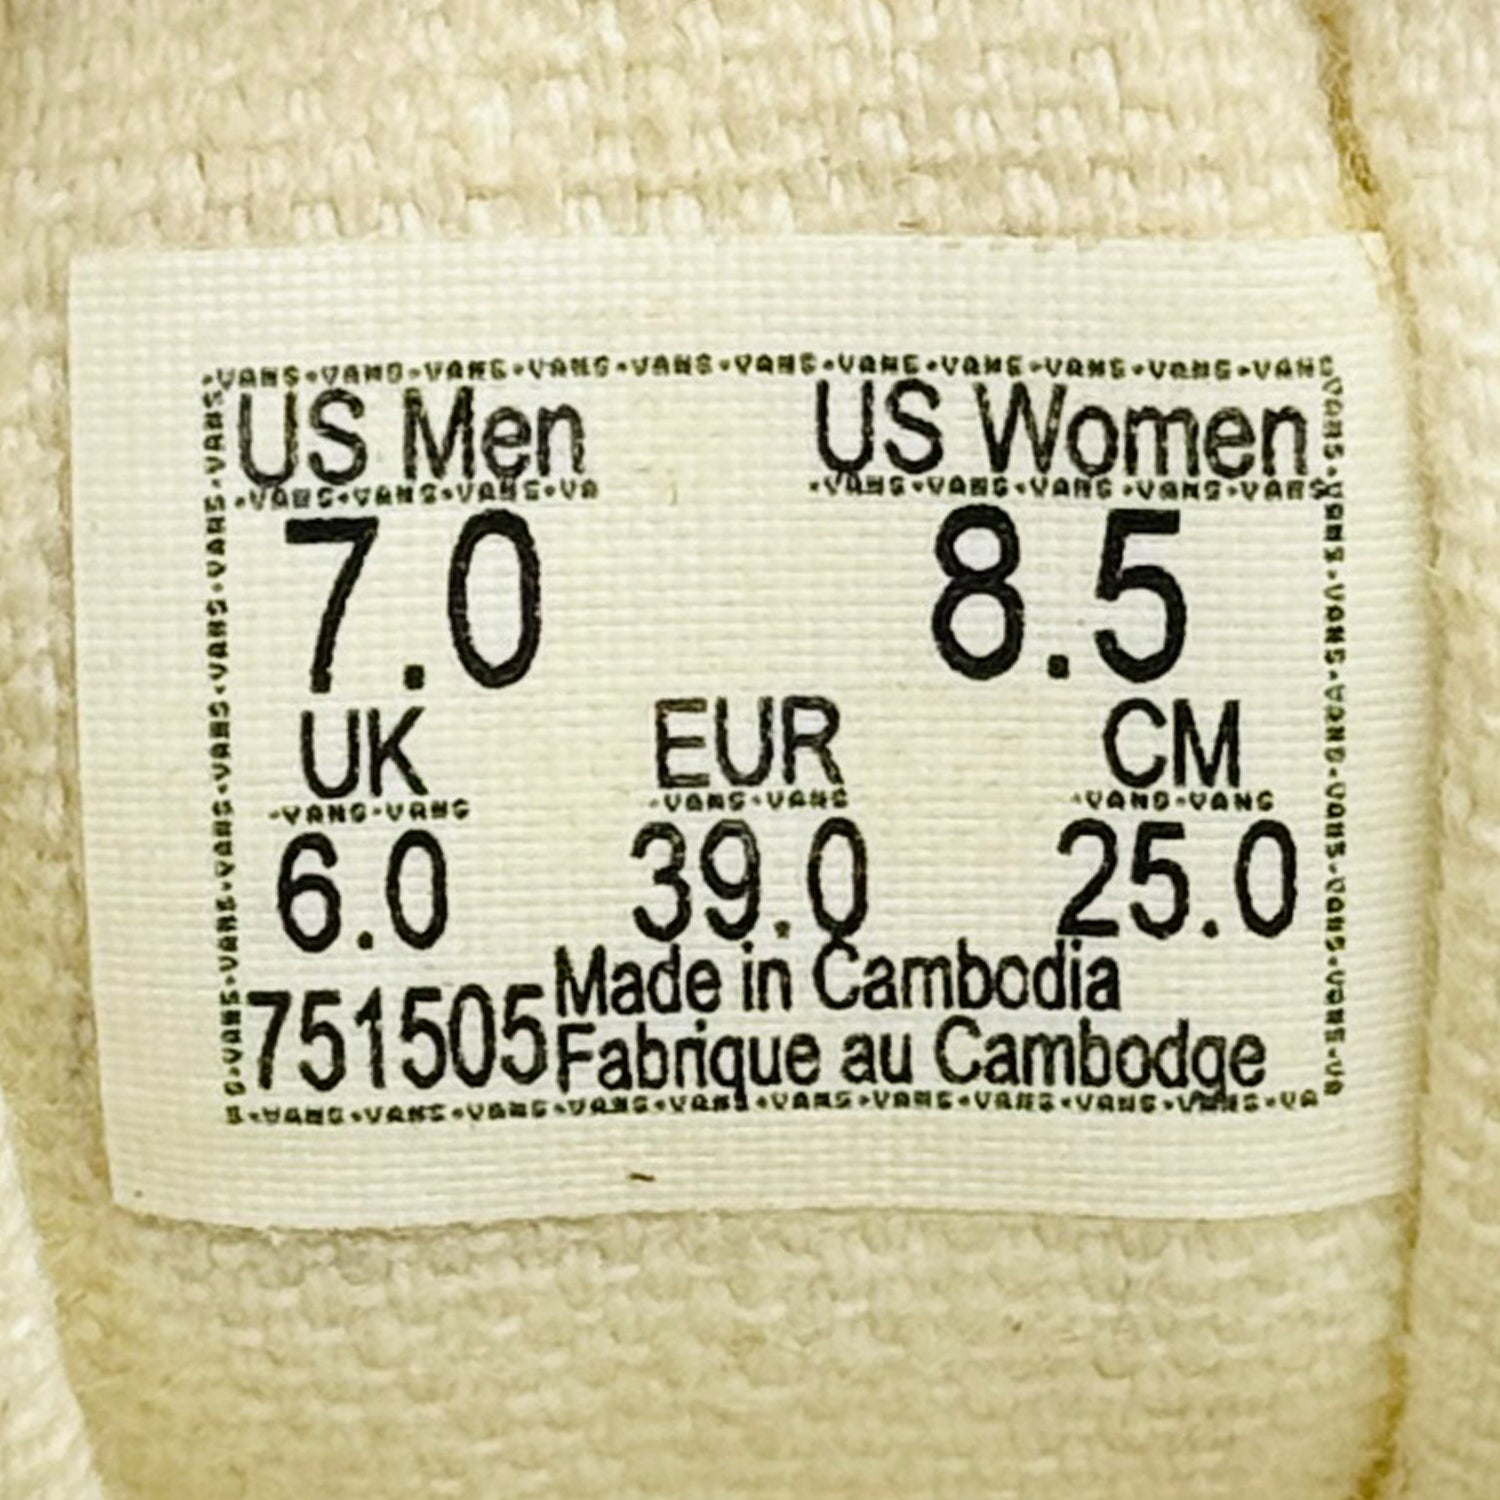 US Men US Women
7.0 8.5
UK EUR CM
6.0 39.0 25.0
751505 Made in Cambodia
Fabrique au Cambodge